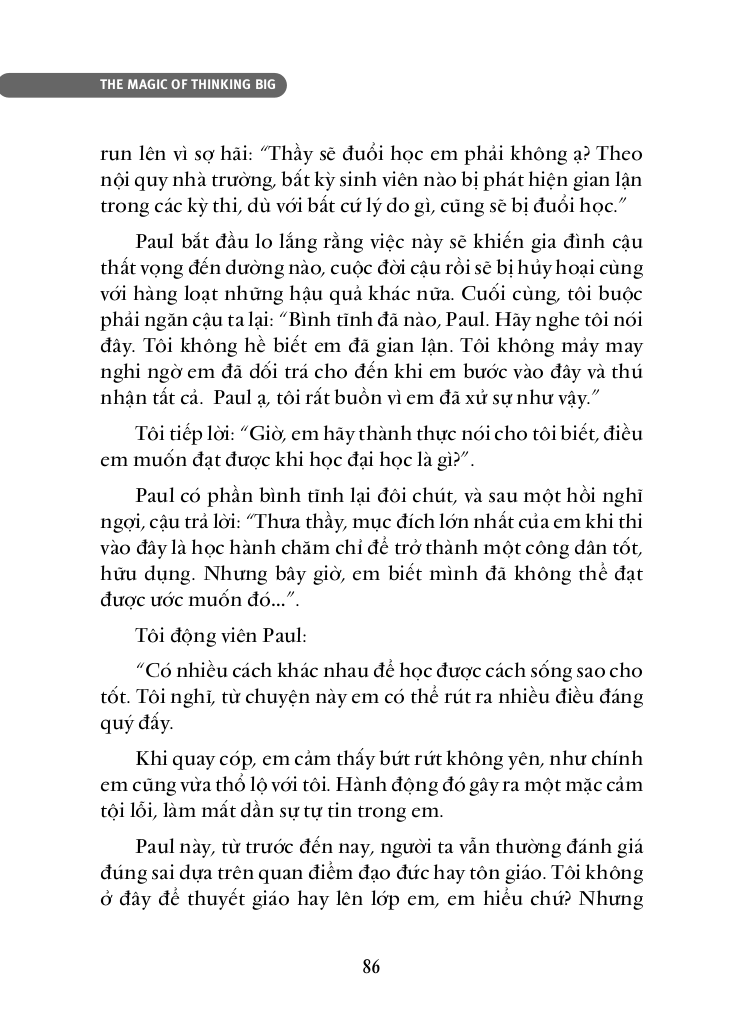 THE MAGIC OF THINKING BIG
run lên vì sợ hãi: “Thầy sẽ đuổi học em phải không ạ? Theo
nội quy nhà trường, bất kỳ sinh viên nào bị phát hiện gian lận
trong các kỳ thi, dù với bất cứ lý do gì, cũng sẽ bị đuổi học.”
Paul bắt đầu lo lắng rằng việc này sẽ khiến gia đình cậu
thất vọng đến dường nào, cuộc đời cậu rồi sẽ bị hủy hoại cùng
với hàng loạt những hậu quả khác nữa. Cuối cùng, tôi buộc
phải ngăn cậu ta lại: “Bình tĩnh đã nào, Paul. Hãy nghe tôi nói
đây. Tôi không hề biết em đã gian lận. Tôi không mảy may
nghi ngờ em đã dối trá cho đến khi em bước vào đây và thú
nhận tất cả.  Paul ạ, tôi rất buồn vì em đã xử sự như vậy.”
Tôi tiếp lời: “Giờ, em hãy thành thực nói cho tôi biết, điều
em muốn đạt được khi học đại học là gì?”.
Paul có phần bình tĩnh lại đôi chút, và sau một hồi nghĩ
ngợi, cậu trả lời: “Thưa thầy, mục đích lớn nhất của em khi thi
vào đây là học hành chăm chỉ để trở thành một công dân tốt,
hữu dụng. Nhưng bây giờ, em biết mình đã không thể đạt
được ước muốn đó...”.
Tôi động viên Paul:
“Có nhiều cách khác nhau để học được cách sống sao cho
tốt. Tôi nghĩ, từ chuyện này em có thể rút ra nhiều điều đáng
quý đấy.
Khi quay cóp, em cảm thấy bứt rứt không yên, như chính
em cũng vừa thổ lộ với tôi. Hành động đó gây ra một mặc cảm
tội lỗi, làm mất dần sự tự tin trong em.
Paul này, từ trước đến nay, người ta vẫn thường đánh giá
đúng sai dựa trên quan điểm đạo đức hay tôn giáo. Tôi không
ở đây để thuyết giáo hay lên lớp em, em hiểu chứ? Nhưng
86